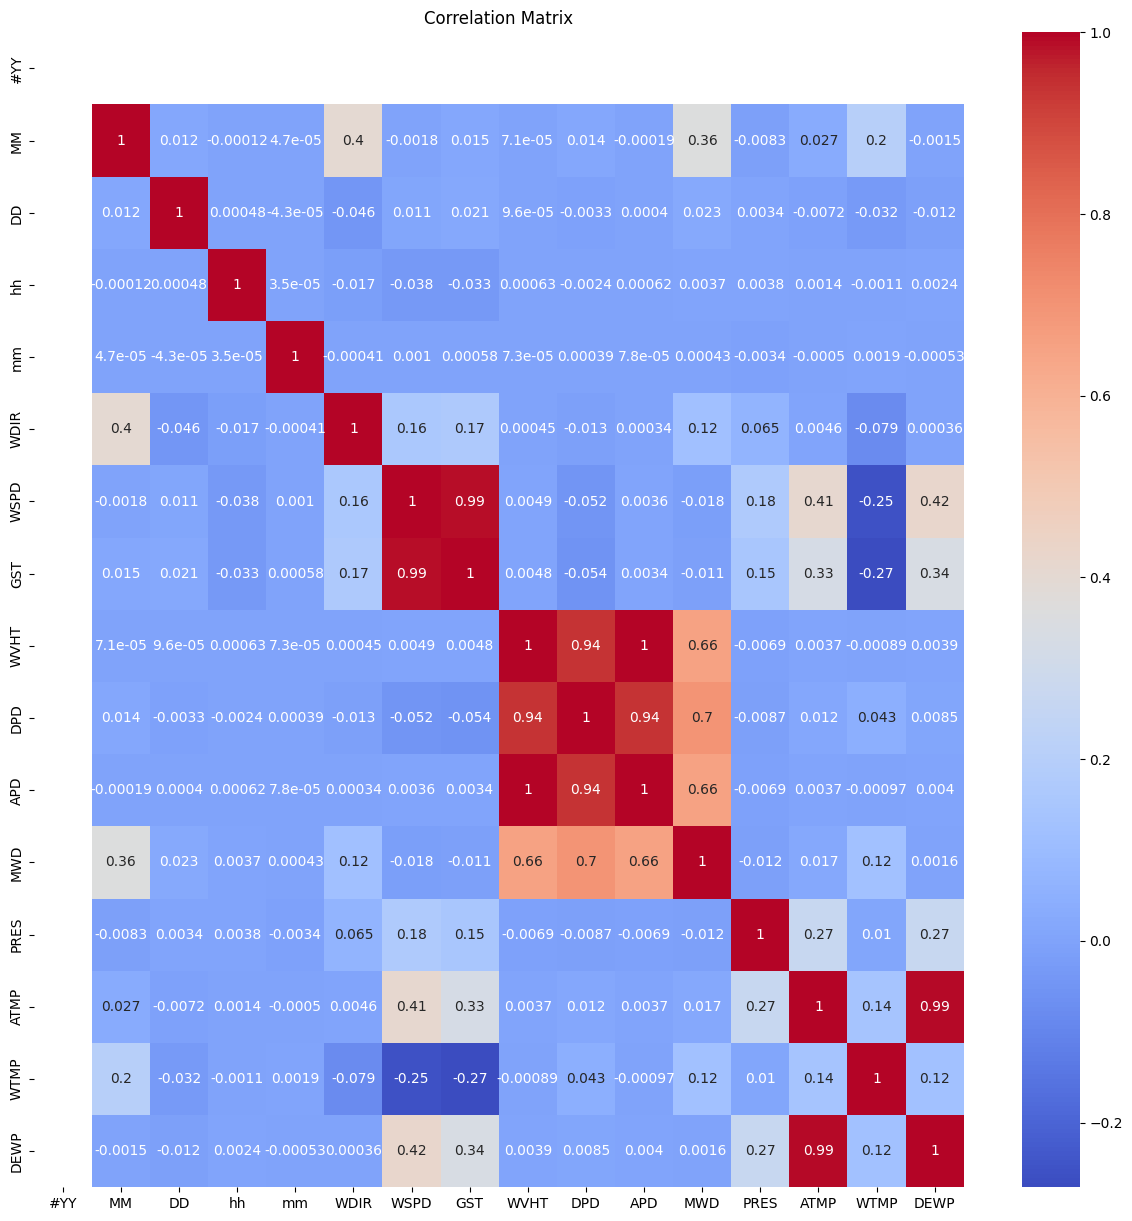 Correlation Matrix
#YY
MM 1 0.012 -0.00012 4.7e-05 0.4 -0.0018 0.015 7.1e-05 0.014 -0.00019 0.36 -0.0083 0.027 0.2 -0.0015
DD 0.012 1 0.00048 -4.3e-05 -0.046 0.011 0.021 9.6e-05 -0.0033 0.0004 0.023 0.0034 -0.0072 -0.032 -0.012
hh -0.00012 0.00048 1 3.5e-05 -0.017 -0.038 -0.033 0.00063 -0.0024 0.00062 0.0037 0.0038 0.0014 -0.0011 0.0024
mm 4.7e-05 -4.3e-05 3.5e-05 1 -0.00041 0.001 0.00058 7.3e-05 0.00039 7.8e-05 0.00043 -0.0034 -0.0005 0.0019 -0.00053
WDIR 0.4 -0.046 -0.017 -0.00041 1 0.16 0.17 0.00045 -0.013 0.00034 0.12 0.065 0.0046 -0.079 0.00036
WSPD -0.0018 0.011 -0.038 0.001 0.16 1 0.99 0.0049 -0.052 0.0036 -0.018 0.18 0.41 -0.25 0.42
GST 0.015 0.021 -0.033 0.00058 0.17 0.99 1 0.0048 -0.054 0.0034 -0.011 0.15 0.33 -0.27 0.34
WVHT 7.1e-05 9.6e-05 0.00063 7.3e-05 0.00045 0.0049 0.0048 1 0.94 1 0.66 -0.0069 0.0037 -0.00089 0.0039
DPD 0.014 -0.0033 -0.0024 0.00039 -0.013 -0.052 -0.054 0.94 1 0.94 0.7 -0.0087 0.012 0.043 0.0085
APD -0.00019 0.0004 0.00062 7.8e-05 0.00034 0.0036 0.0034 1 0.94 1 0.66 -0.0069 0.0037 -0.00097 0.004
MWD 0.36 0.023 0.0037 0.00043 0.12 -0.018 -0.011 0.66 0.7 0.66 1 -0.012 0.017 0.12 0.0016
PRES -0.0083 0.0034 0.0038 -0.0034 0.065 0.18 0.15 -0.0069 -0.0087 -0.0069 -0.012 1 0.27 0.01 0.27
ATMP 0.027 -0.0072 0.0014 -0.0005 0.0046 0.41 0.33 0.0037 0.012 0.0037 0.017 0.27 1 0.14 0.99
WTMP 0.2 -0.032 -0.0011 0.0019 -0.079 -0.25 -0.27 -0.00089 0.043 -0.00097 0.12 0.01 0.14 1 0.12
DEWP -0.0015 -0.012 0.0024 -0.00053 0.00036 0.42 0.34 0.0039 0.0085 0.004 0.0016 0.27 0.99 0.12 1
#YY MM DD hh mm WDIR WSPD GST WVHT DPD APD MWD PRES ATMP WTMP DEWP
1.0
0.8
0.6
0.4
0.2
0.0
-0.2